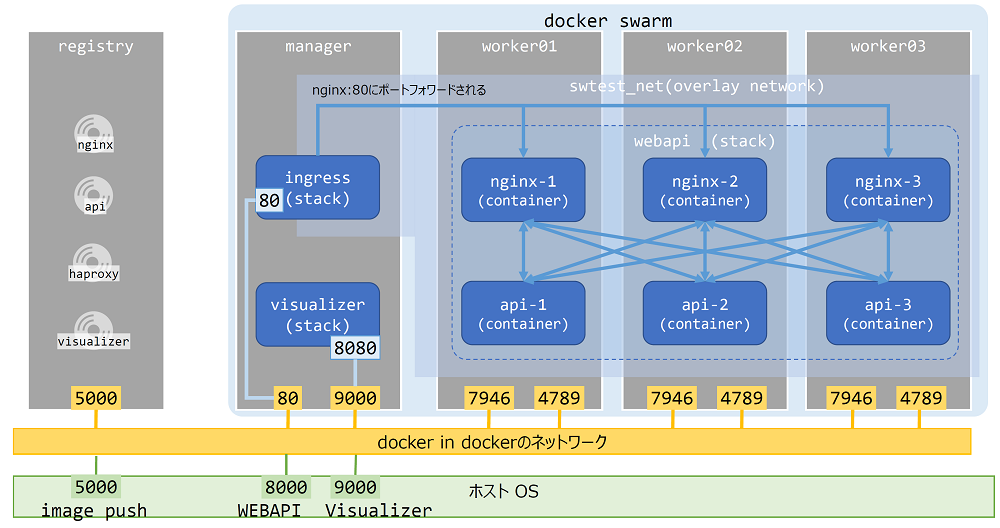 docker swarm
registry
manager
worker01
worker02
worker03
nginx:80にポートフォワードされる
swtest_net(overlay network)
nginx
api
haproxy
visualizer
webapi (stack)
ingress
(stack)
80
nginx-1
(container)
nginx-2
(container)
nginx-3
(container)
visualizer
(stack)
8080
api-1
(container)
api-2
(container)
api-3
(container)
5000
80
9000
7946
4789
7946
4789
7946
4789
docker in dockerのネットワーク
5000
8000
9000
ホスト OS
image push
WEBAPI
Visualizer